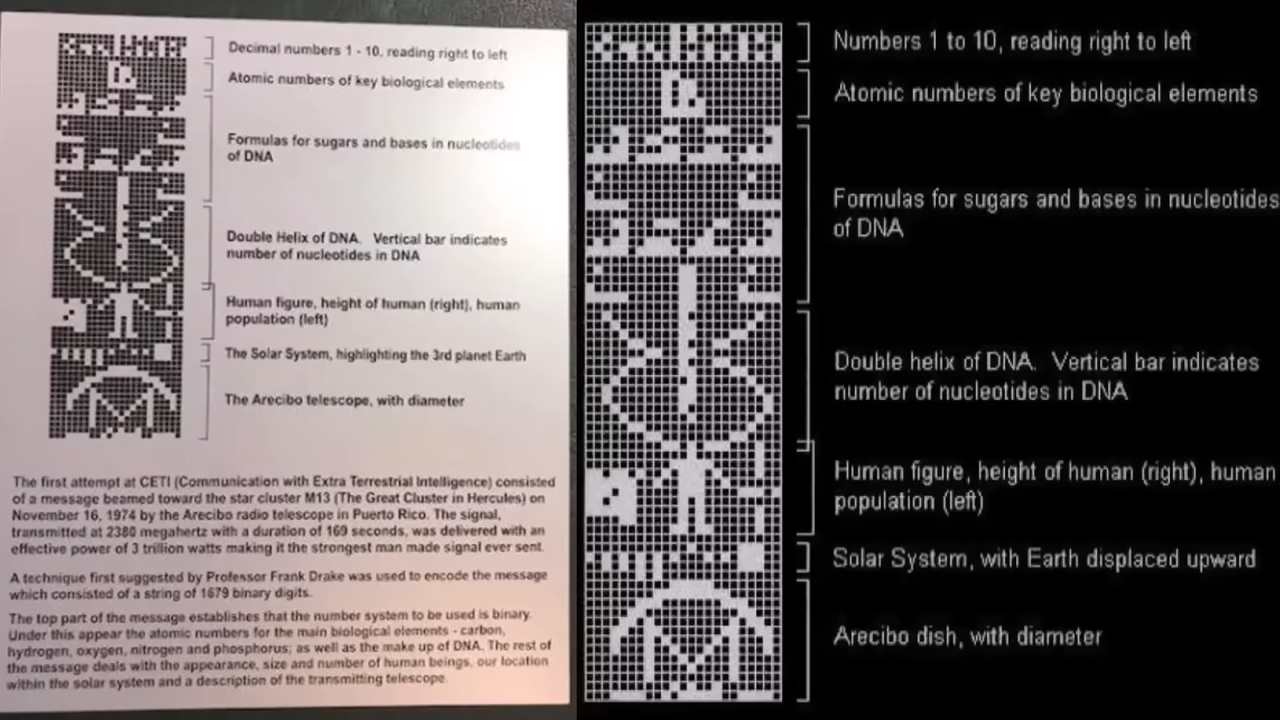 Decimal numbers 1 - 10, reading right to left
Atomic numbers of key biological elements
Formulas for sugars and bases in nucleotides
of DNA
Double Helix of DNA. Vertical bar indicates
number of nucleotides in DNA
Human figure, height of human (right), human
population (left)
The Solar System, highlighting the 3rd planet Earth
The Arecibo telescope, with diameter
The first attempt at CETI (Communication with Extra Terrestrial Intelligence) consisted
of a message beamed toward the star cluster M13 (The Great Cluster in Hercules) on
November 16, 1974 by the Arecibo radio telescope in Puerto Rico. The signal,
transmitted at 2380 megahertz with a duration of 169 seconds, was delivered with an
effective power of 3 trillion watts making it the strongest man made signal ever sent.
A technique first suggested by Professor Frank Drake was used to encode the message
which consisted of a string of 1679 binary digits.
The top part of the message establishes that the number system to be used is binary.
Under this appear the atomic numbers for the main biological elements - carbon,
hydrogen, oxygen, nitrogen and phosphorus; as well as the make up of DNA. The rest of
the message deals with the appearance, size and number of human beings, our location
within the solar system and a description of the transmitting telescope.
Numbers 1 to 10, reading right to left
Atomic numbers of key biological elements
Formulas for sugars and bases in nucleotides
of DNA
Double helix of DNA. Vertical bar indicates
number of nucleotides in DNA
Human figure, height of human (right), human
population (left)
Solar System, with Earth displaced upward
Arecibo dish, with diameter